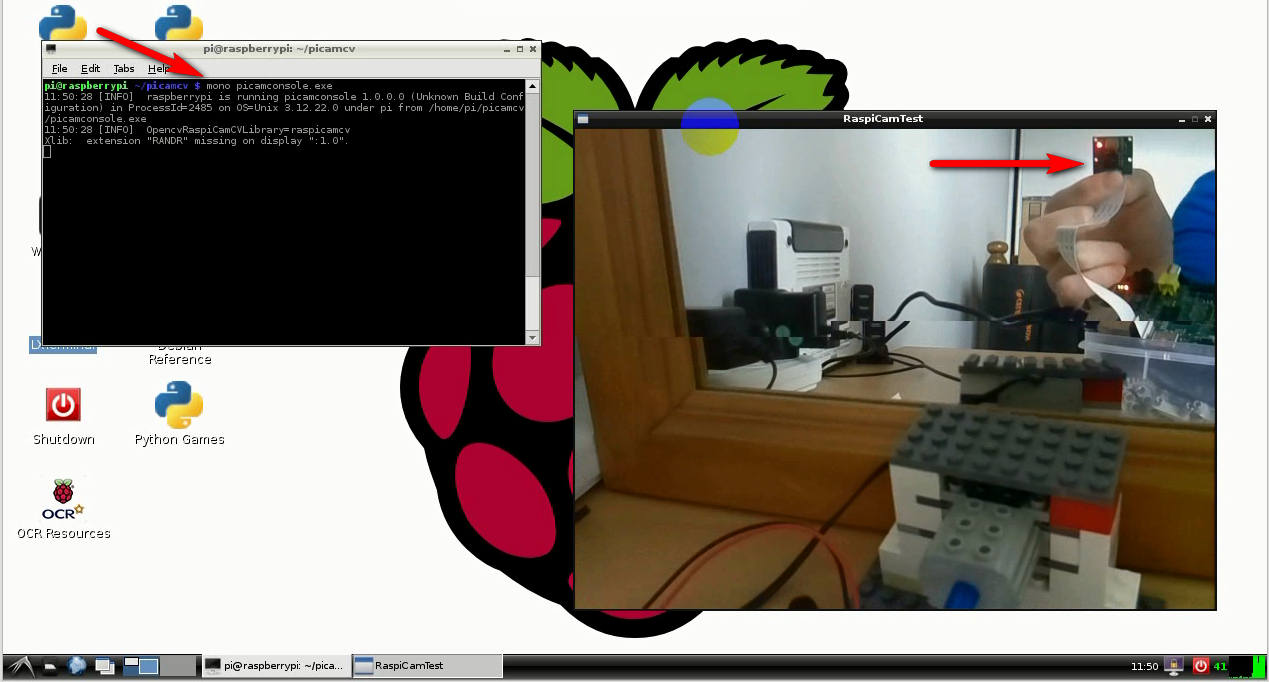 pi@raspberrypi: ~/picamcv
File Edit Tabs Help
pi@raspberrypi ~/picamcv $ mono picamconsole.exe
11:50:28 [INFO]  raspberrypi is running picamconsole 1.0.0.0 (Unknown Build Conf
iguration) in ProcessId=2485 on OS=Unix 3.12.22.0 under pi from /home/pi/picamcv
/picamconsole.exe
11:50:28 [INFO]  OpencvRaspiCamCVLibrary=raspicamcv
Xlib:  extension "RANDR" missing on display ":1.0".
RaspiCamTest
W
Debian
Reference
Shutdown
Python Games
OCR
OCR Resources
pi@raspberrypi: ~/pica...
RaspiCamTest
11:50
41